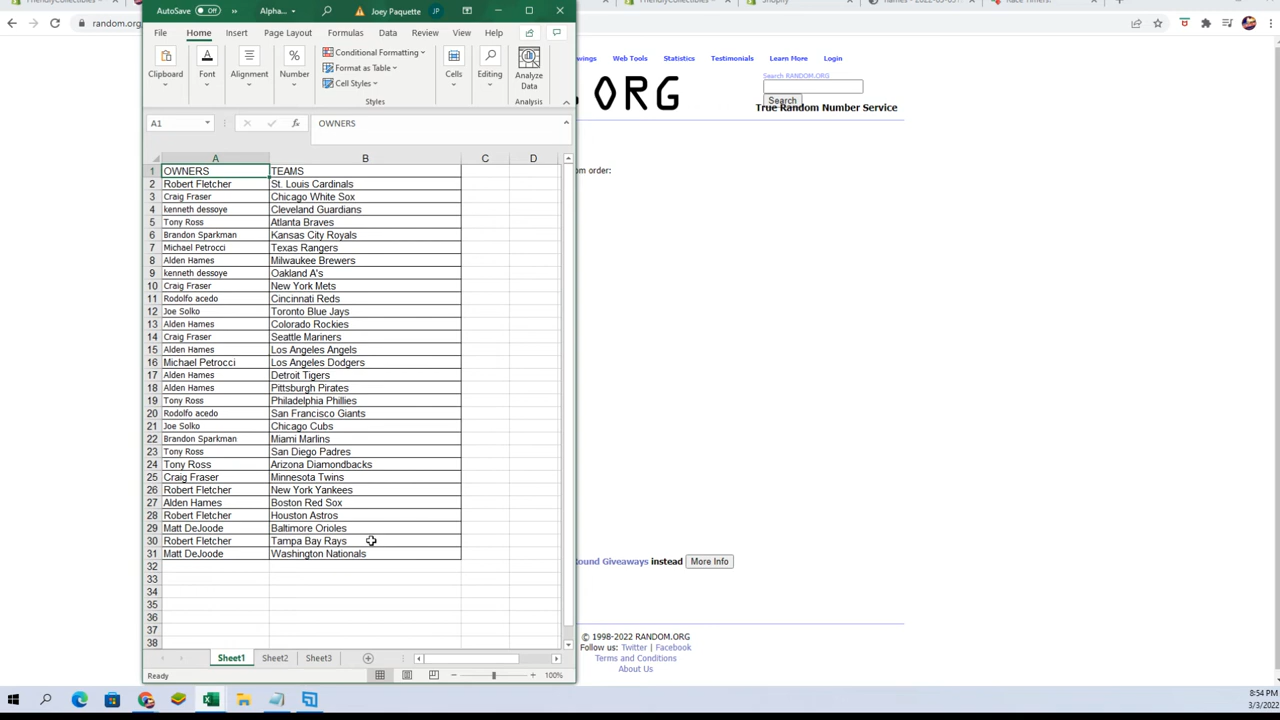 AutoSave Off Alpha... Joey Paquette JP
File Home Insert Page Layout Formulas Data Review View Help
Clipboard Font Alignment Number Conditional Formatting Format as Table Cell Styles Styles Cells Editing Analyze Data Analysis
A1 fx OWNERS
A B C D
1 OWNERS TEAMS
2 Robert Fletcher St. Louis Cardinals
3 Craig Fraser Chicago White Sox
4 kenneth dessoye Cleveland Guardians
5 Tony Ross Atlanta Braves
6 Brandon Sparkman Kansas City Royals
7 Michael Petrocci Texas Rangers
8 Alden Hames Milwaukee Brewers
9 kenneth dessoye Oakland A's
10 Craig Fraser New York Mets
11 Rodolfo acedo Cincinnati Reds
12 Joe Solko Toronto Blue Jays
13 Alden Hames Colorado Rockies
14 Craig Fraser Seattle Mariners
15 Alden Hames Los Angeles Angels
16 Michael Petrocci Los Angeles Dodgers
17 Alden Hames Detroit Tigers
18 Alden Hames Pittsburgh Pirates
19 Tony Ross Philadelphia Phillies
20 Rodolfo acedo San Francisco Giants
21 Joe Solko Chicago Cubs
22 Brandon Sparkman Miami Marlins
23 Tony Ross San Diego Padres
24 Tony Ross Arizona Diamondbacks
25 Craig Fraser Minnesota Twins
26 Robert Fletcher New York Yankees
27 Alden Hames Boston Red Sox
28 Robert Fletcher Houston Astros
29 Matt DeJoode Baltimore Orioles
30 Robert Fletcher Tampa Bay Rays
31 Matt DeJoode Washington Nationals
32
33
34
35
36
37
38
Sheet1 Sheet2 Sheet3
Ready 100%
random.org
wings Web Tools Statistics Testimonials Learn More Login
Search RANDOM.ORG
ORG
Search
True Random Number Service
om order:
ound Giveaways instead More Info
© 1998-2022 RANDOM.ORG
Follow us: Twitter | Facebook
Terms and Conditions
About Us
8:54 PM
3/3/2022